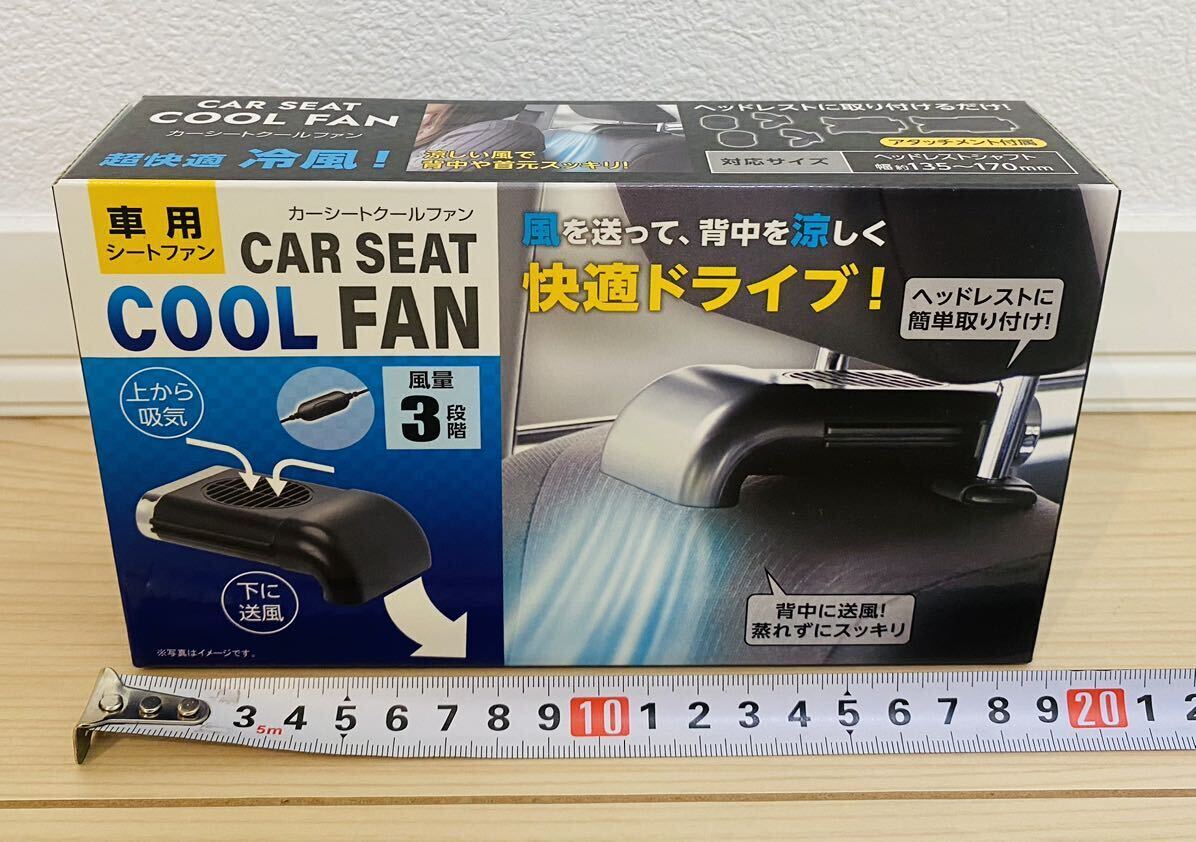 CAR SEAT
COOL FAN
カーシートクールファン
超快適 冷風！
涼しい風で
背中や首元スッキリ！
ヘッドレストに取り付けるだけ！
アタッチメント付属
対応サイズ
ヘッドレストシャフト
幅約135〜170mm
車用
シートファン
カーシートクールファン
CAR SEAT
COOL FAN
上から
吸気
風量
3段階
下に
送風
※写真はイメージです。
風を送って、背中を涼しく
快適ドライブ！
ヘッドレストに
簡単取り付け！
背中に送風！
蒸れずにスッキリ
3 4 5 6 7 8 9 10 1 2 3 4 5 6 7 8 9 20 1 2
5m